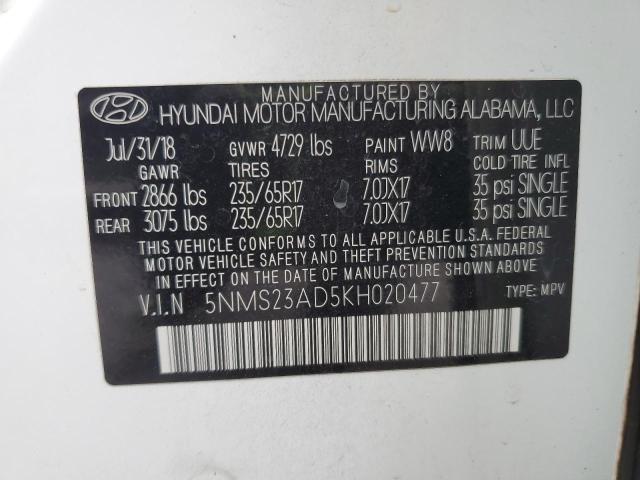 MANUFACTURED BY
HYUNDAI MOTOR MANUFACTURING ALABAMA, LLC
Jul/31/18 GVWR 4729 lbs PAINT WW8 TRIM UUE
GAWR TIRES RIMS COLD TIRE INFL
FRONT 2866 lbs 235/65R17 7.0JX17 35 psi SINGLE
REAR 3075 lbs 235/65R17 7.0JX17 35 psi SINGLE
THIS VEHICLE CONFORMS TO ALL APPLICABLE U.S.A. FEDERAL
MOTOR VEHICLE SAFETY, BUMPER, AND THEFT PREVENTION STANDARDS
IN EFFECT ON THE DATE OF MANUFACTURE SHOWN ABOVE.
V.I.N 5NMS23AD5KH020477 TYPE: MPV